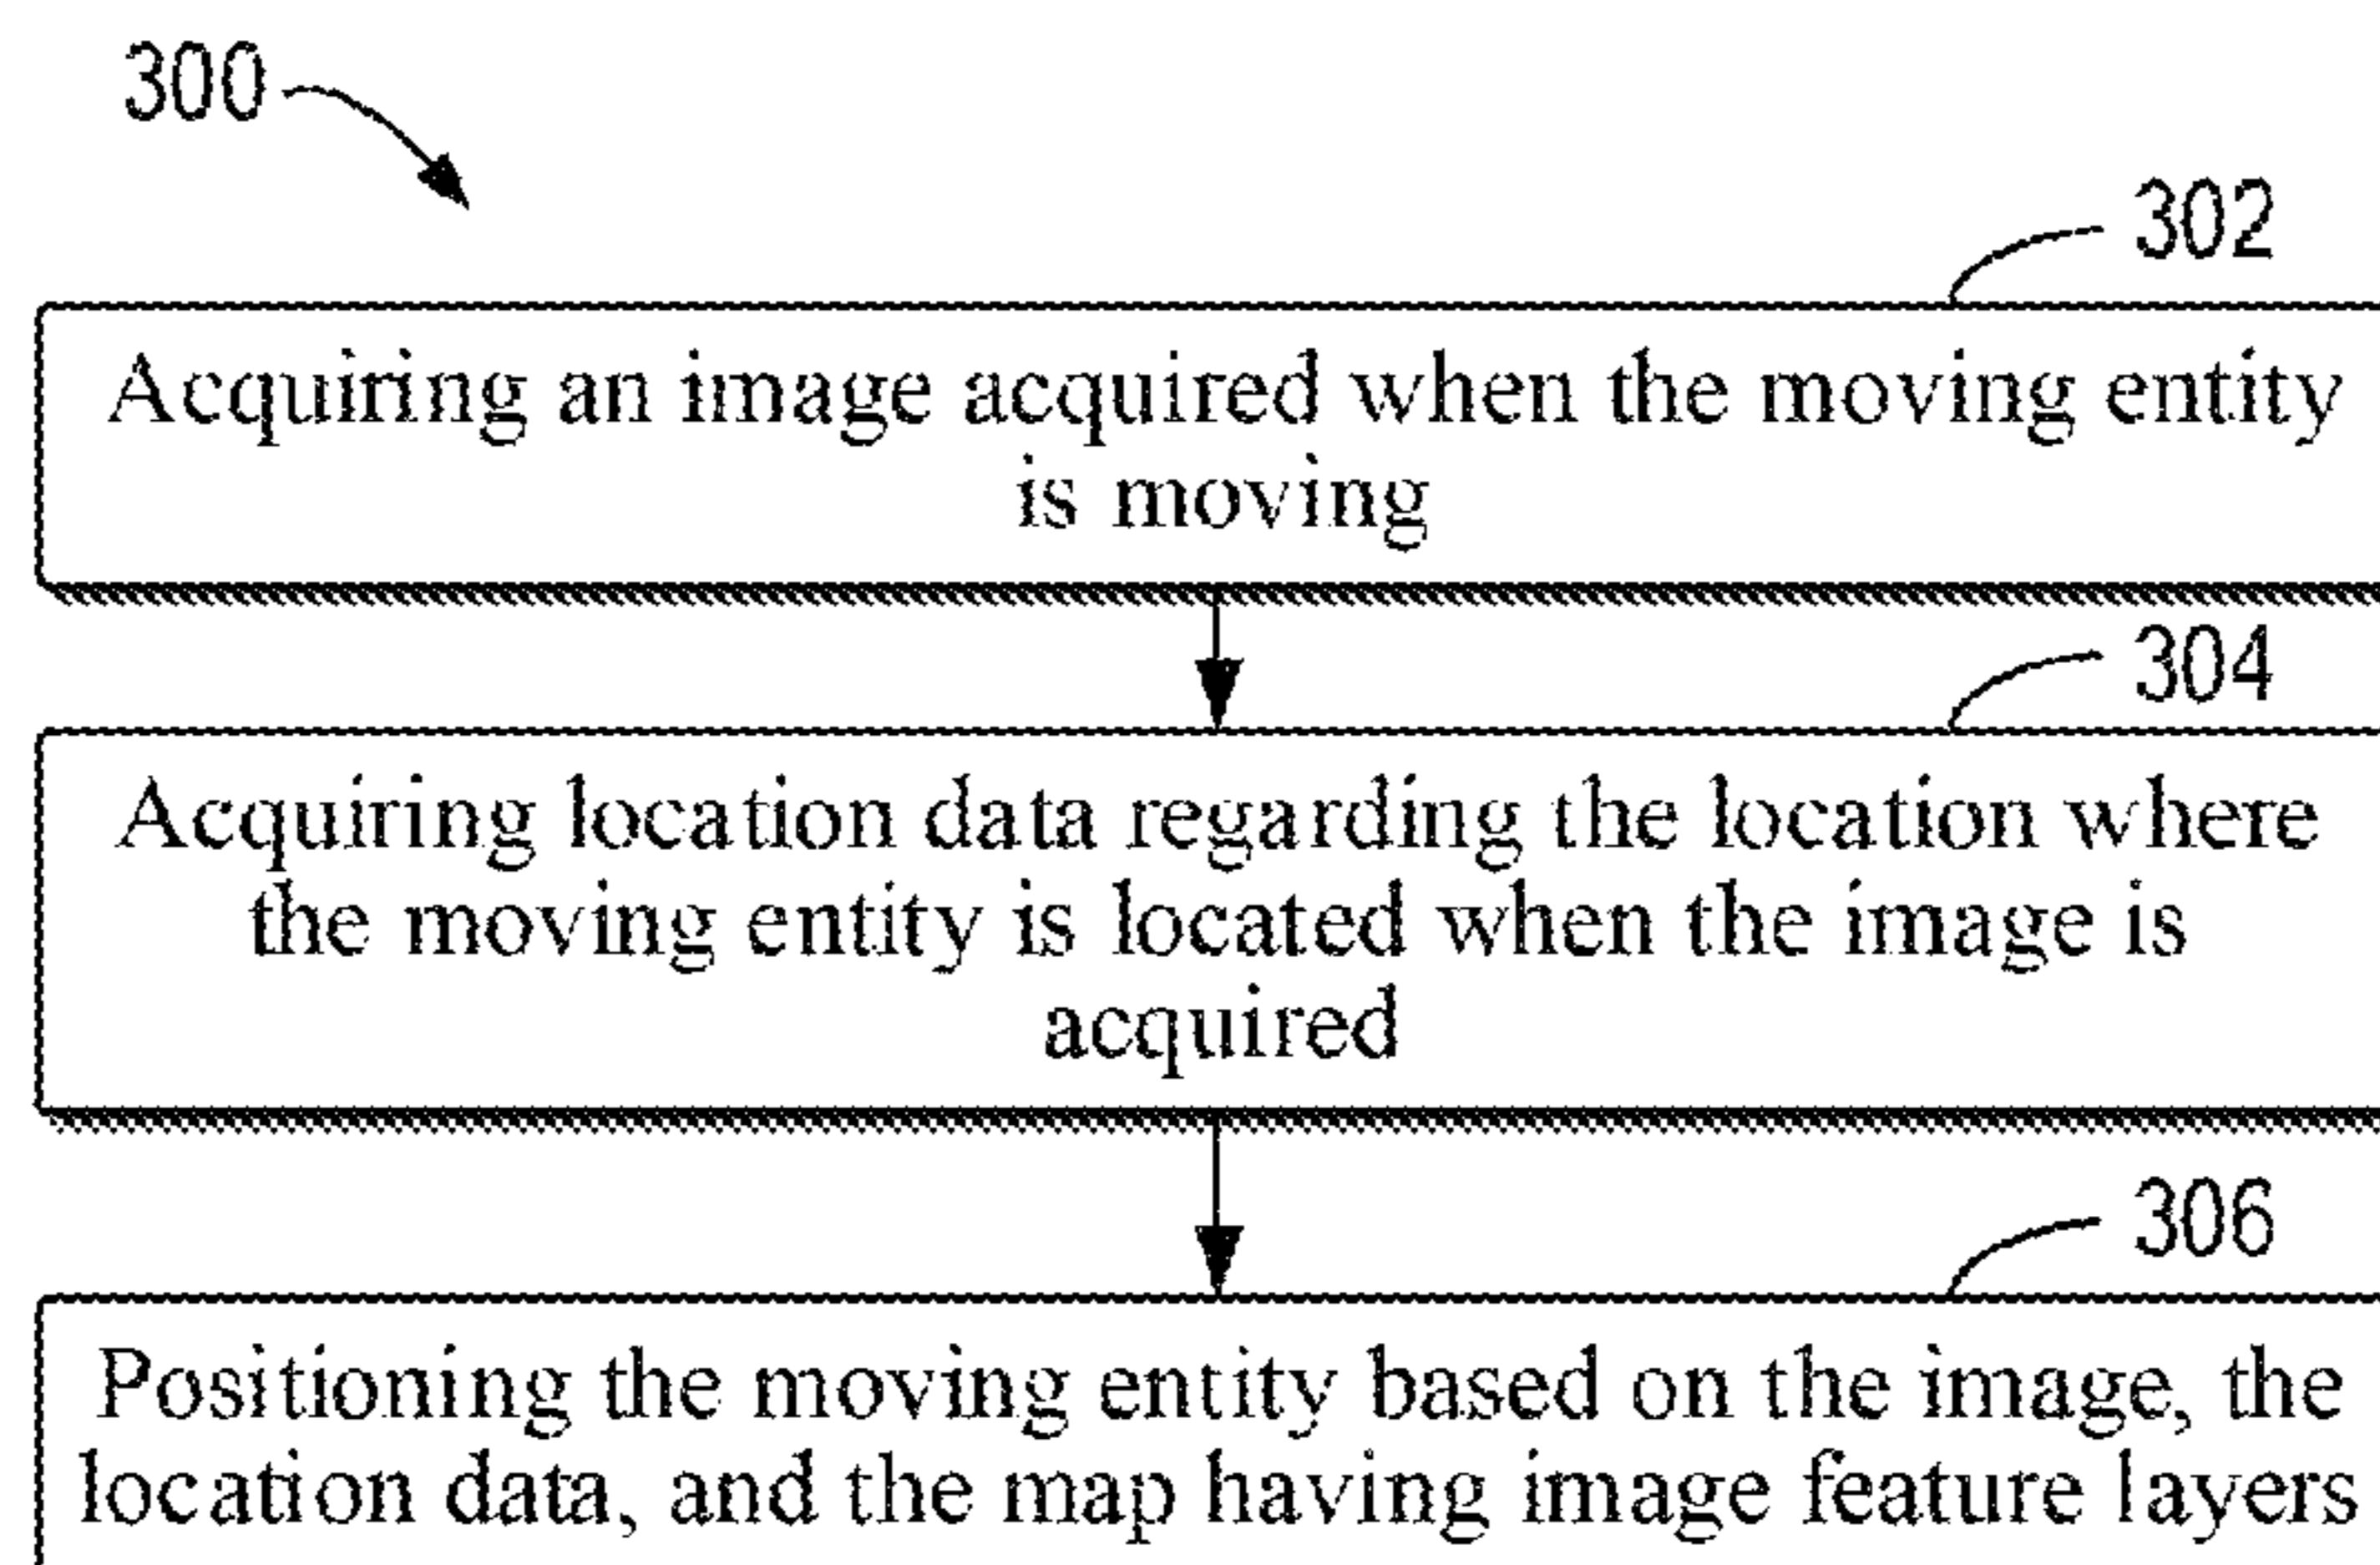 300
302
Acquiring an image acquired when the moving entity
is moving
304
Acquiring location data regarding the location where
the moving entity is located when the image is
acquired
306
Positioning the moving entity based on the image, the
location data, and the map having image feature layers